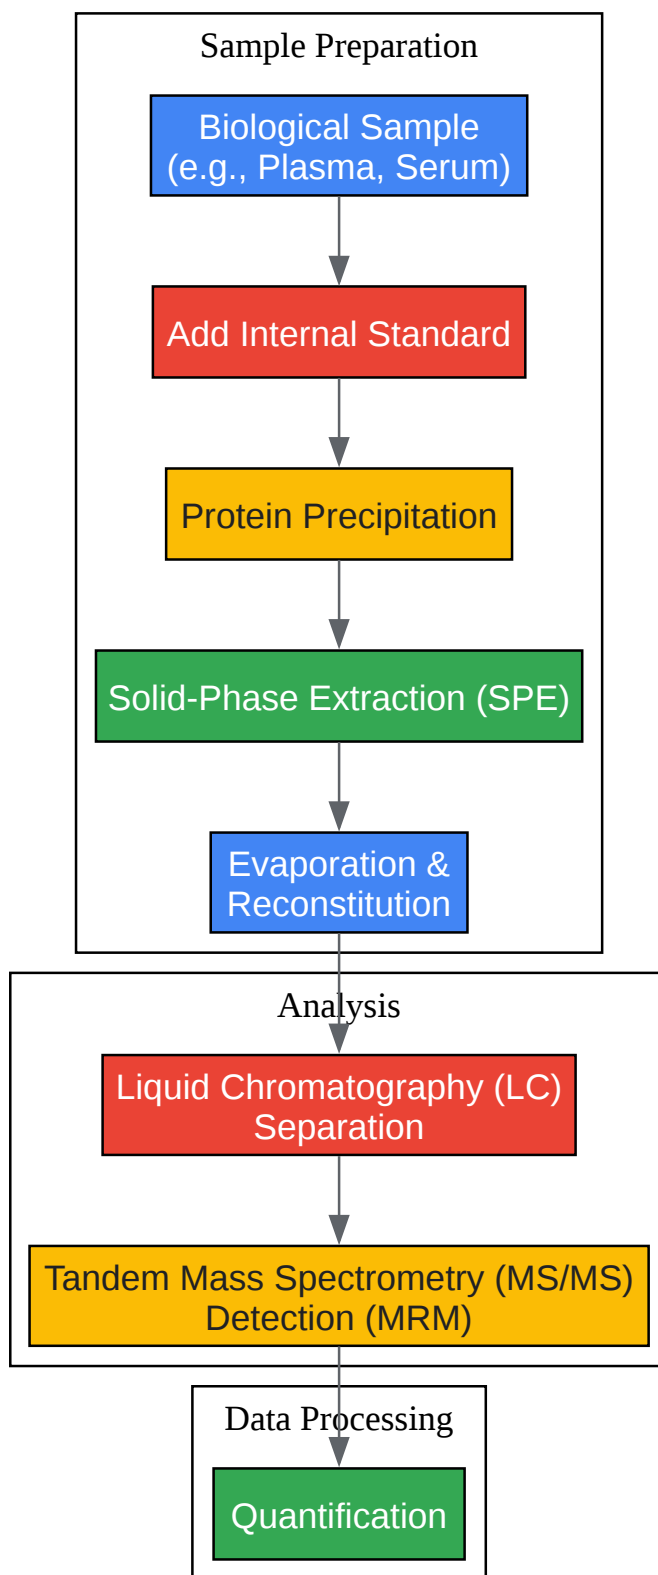 Sample Preparation
Biological Sample
(e.g., Plasma, Serum)
Add Internal Standard
Protein Precipitation
Solid-Phase Extraction (SPE)
Evaporation &
Reconstitution
Analysis
Liquid Chromatography (LC)
Separation
Tandem Mass Spectrometry (MS/MS)
Detection (MRM)
Data Processing
Quantification